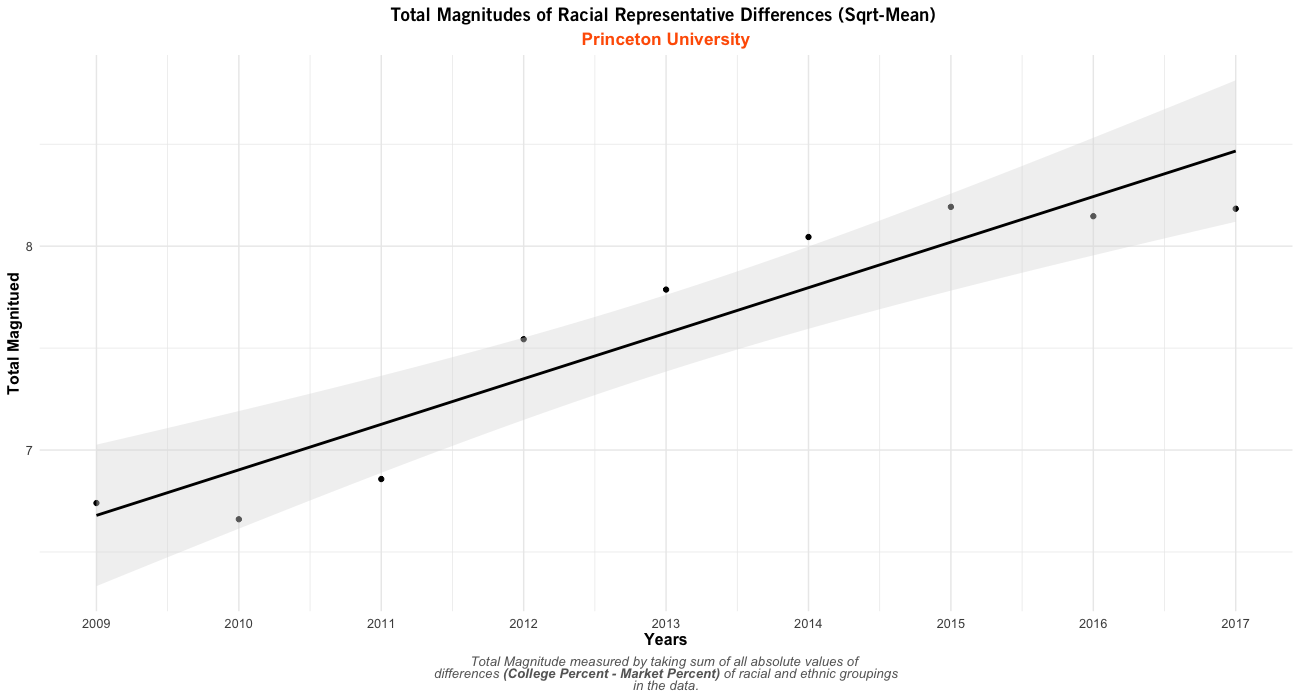 Total Magnitudes of Racial Representative Differences (Sqrt-Mean)
Princeton University
Total Magnitued
8
7
2009 2010 2011 2012 2013 2014 2015 2016 2017
Years
Total Magnitude measured by taking sum of all absolute values of
differences (College Percent - Market Percent) of racial and ethnic groupings
in the data.